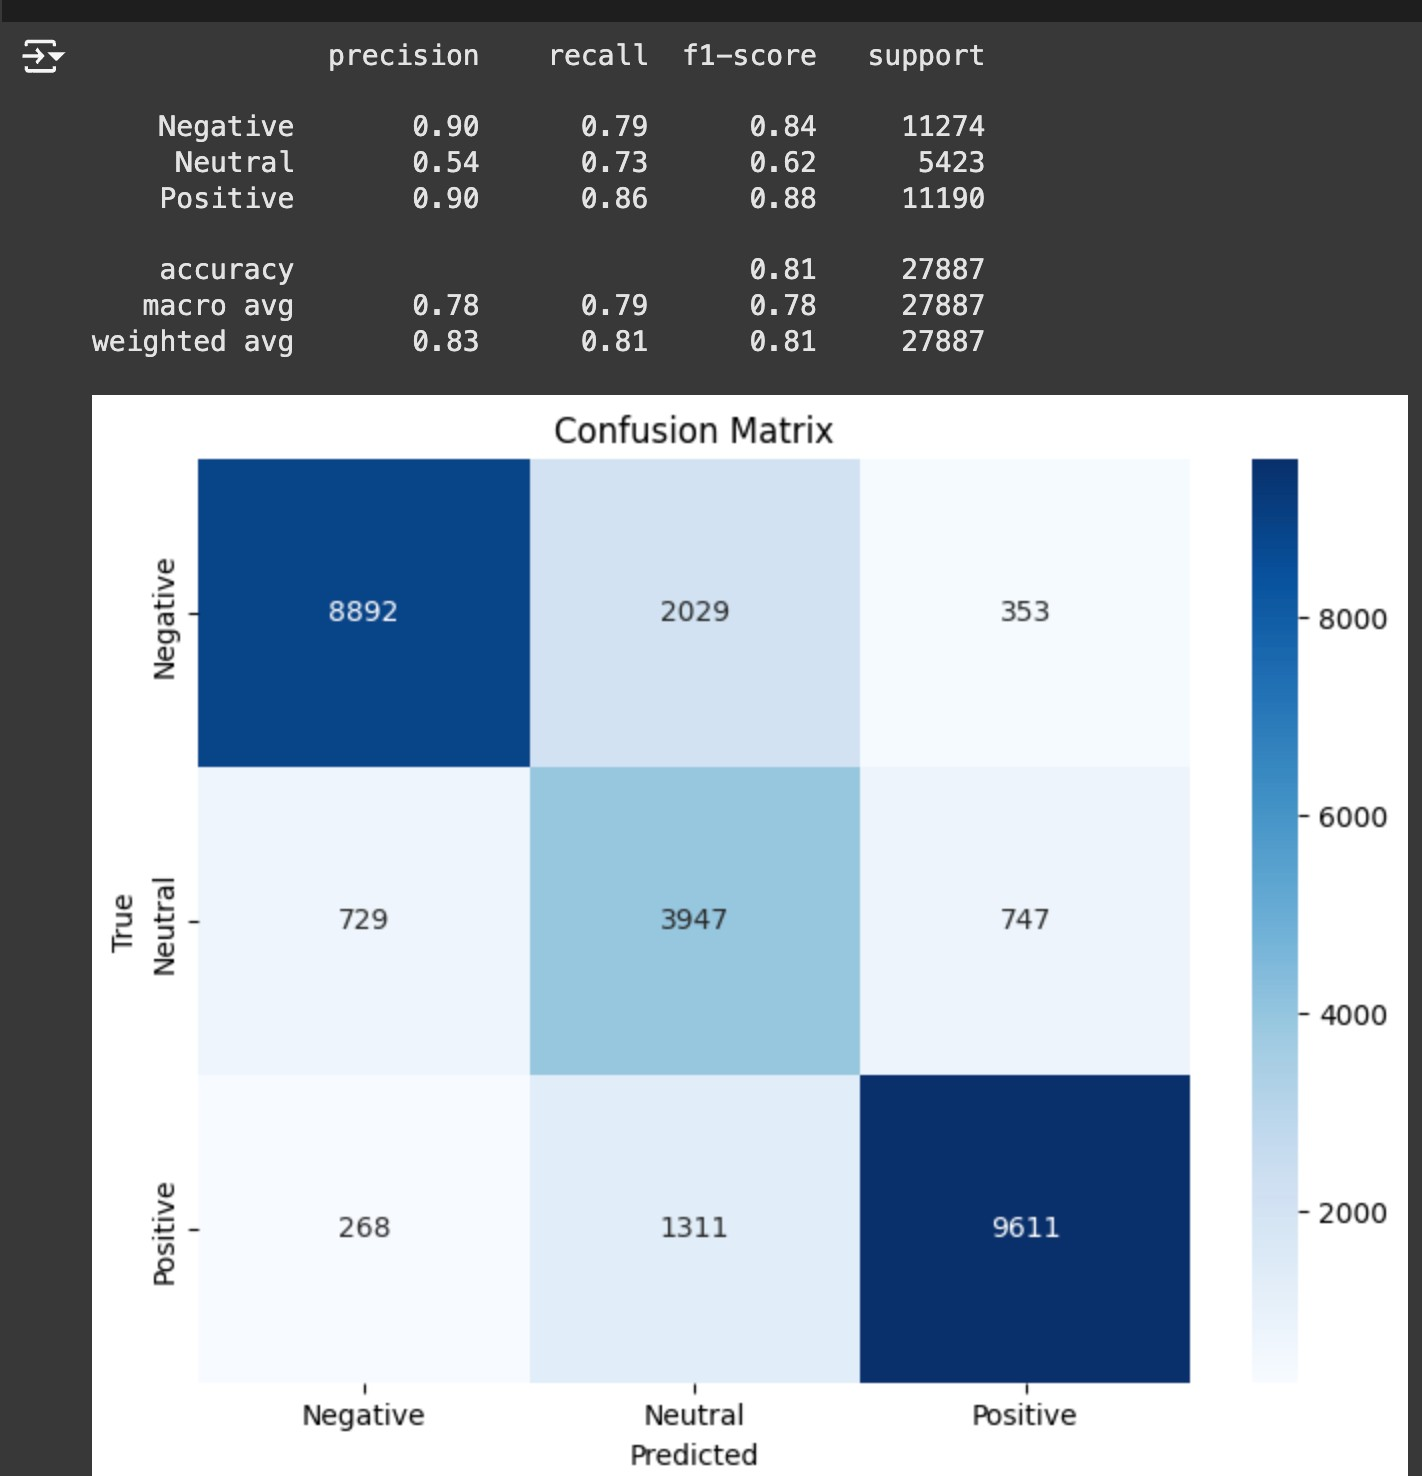 precision recall f1-score support
Negative 0.90 0.79 0.84 11274
Neutral 0.54 0.73 0.62 5423
Positive 0.90 0.86 0.88 11190
accuracy 0.81 27887
macro avg 0.78 0.79 0.78 27887
weighted avg 0.83 0.81 0.81 27887
Confusion Matrix
Negative 8892 2029 353
Neutral 729 3947 747
Positive 268 1311 9611
True
Negative Neutral Positive
Predicted
8000
6000
4000
2000